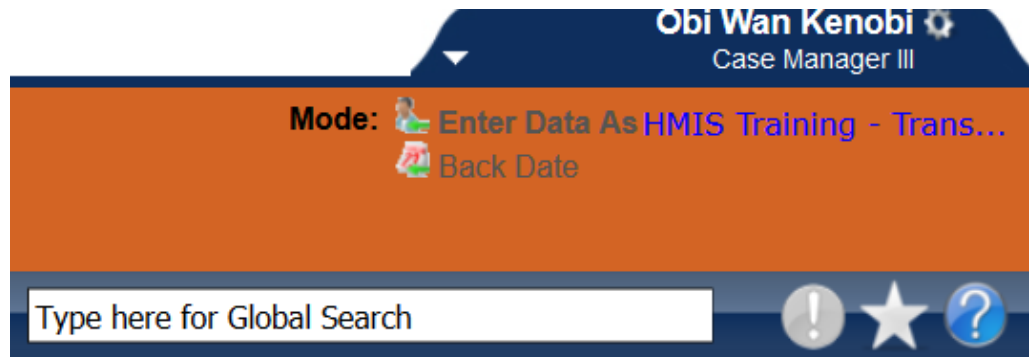 Obi Wan Kenobi
Case Manager III
Mode: Enter Data As HMIS Training - Trans...
Back Date
Type here for Global Search